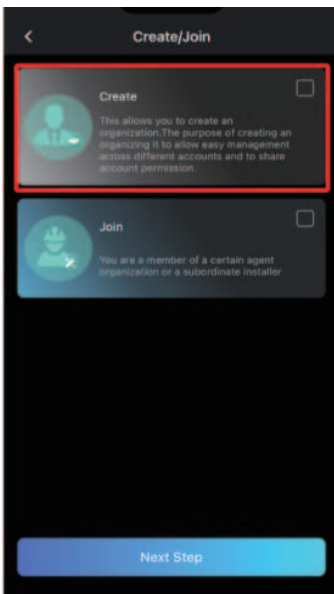 Create/Join
Create
This allows you to create an
organization.The purpose of creating an
organizing it to allow easy management
across different accounts and to share
account permission.
Join
You are a member of a certain agent
organization or a subordinate installer
Next Step